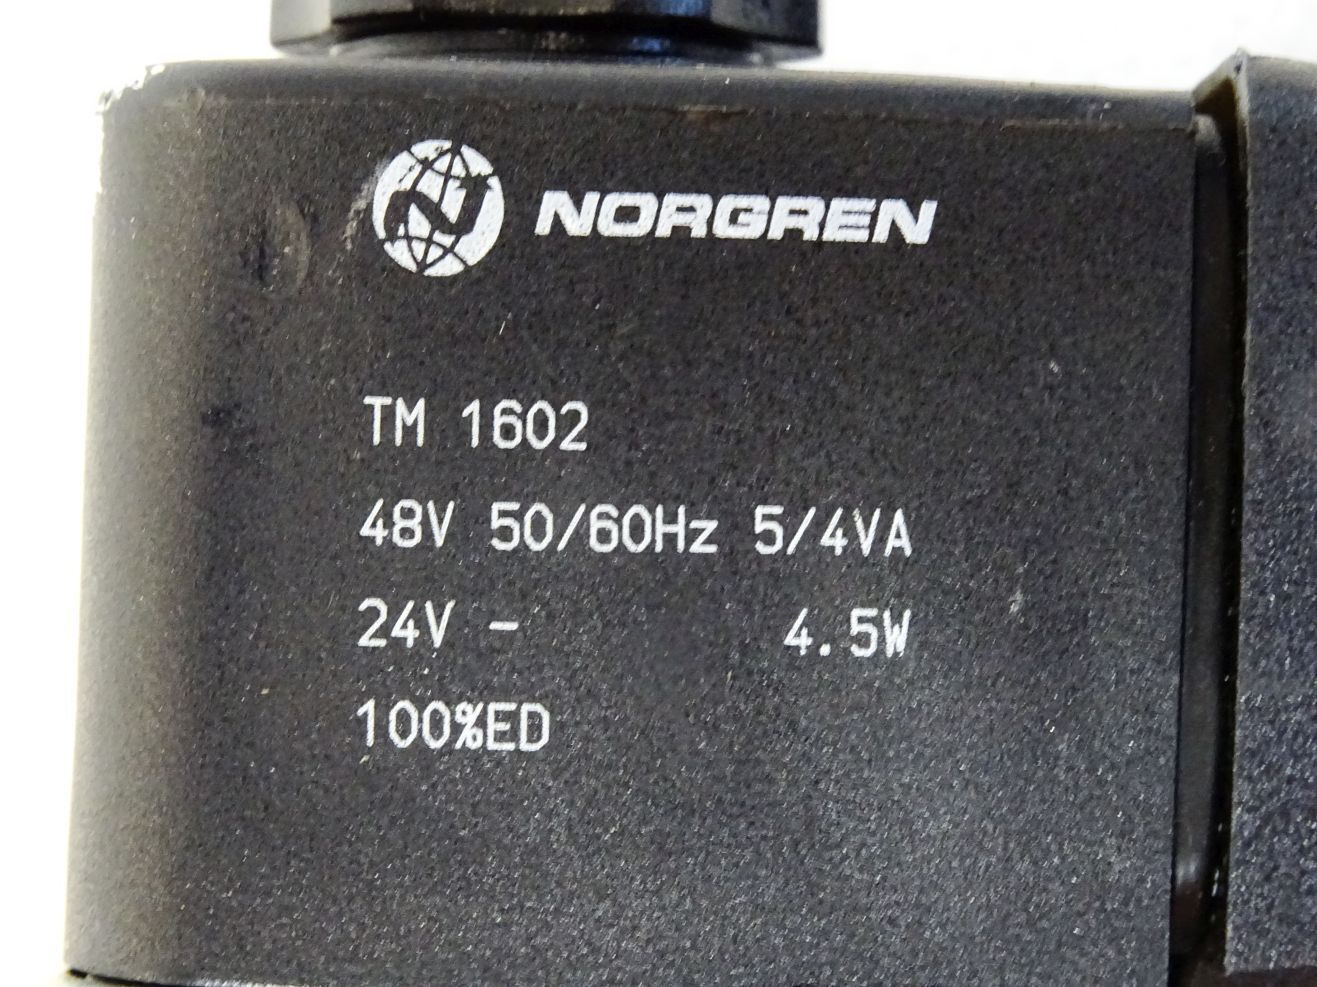 NORGREN
TM 1602
48V 50/60Hz 5/4VA
24V - 4.5W
100%ED